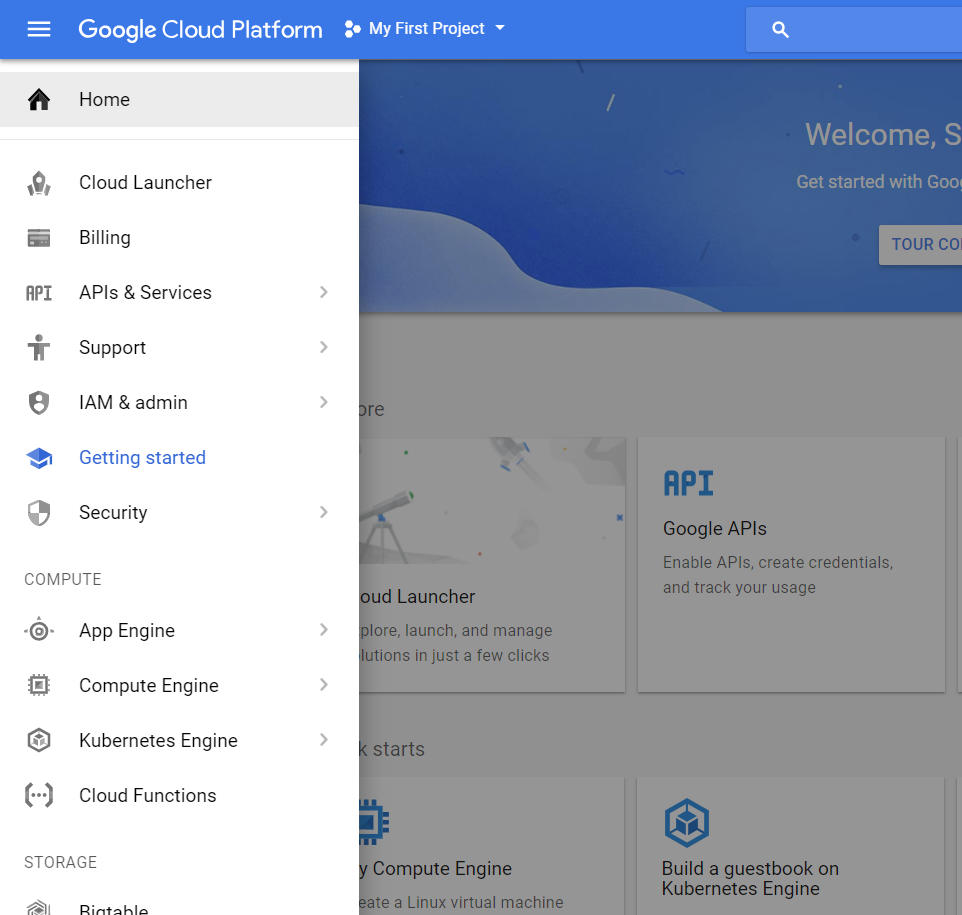 Google Cloud Platform
My First Project
Home
Cloud Launcher
Billing
API
APIs & Services
Support
IAM & admin
Getting started
Security
COMPUTE
App Engine
Compute Engine
Kubernetes Engine
Cloud Functions
STORAGE
Bigtable
Welcome, S
Get started with Goog
TOUR CO
ore
loud Launcher
plore, launch, and manage
lutions in just a few clicks
API
Google APIs
Enable APIs, create credentials,
and track your usage
k starts
y Compute Engine
eate a Linux virtual machine
Build a guestbook on
Kubernetes Engine